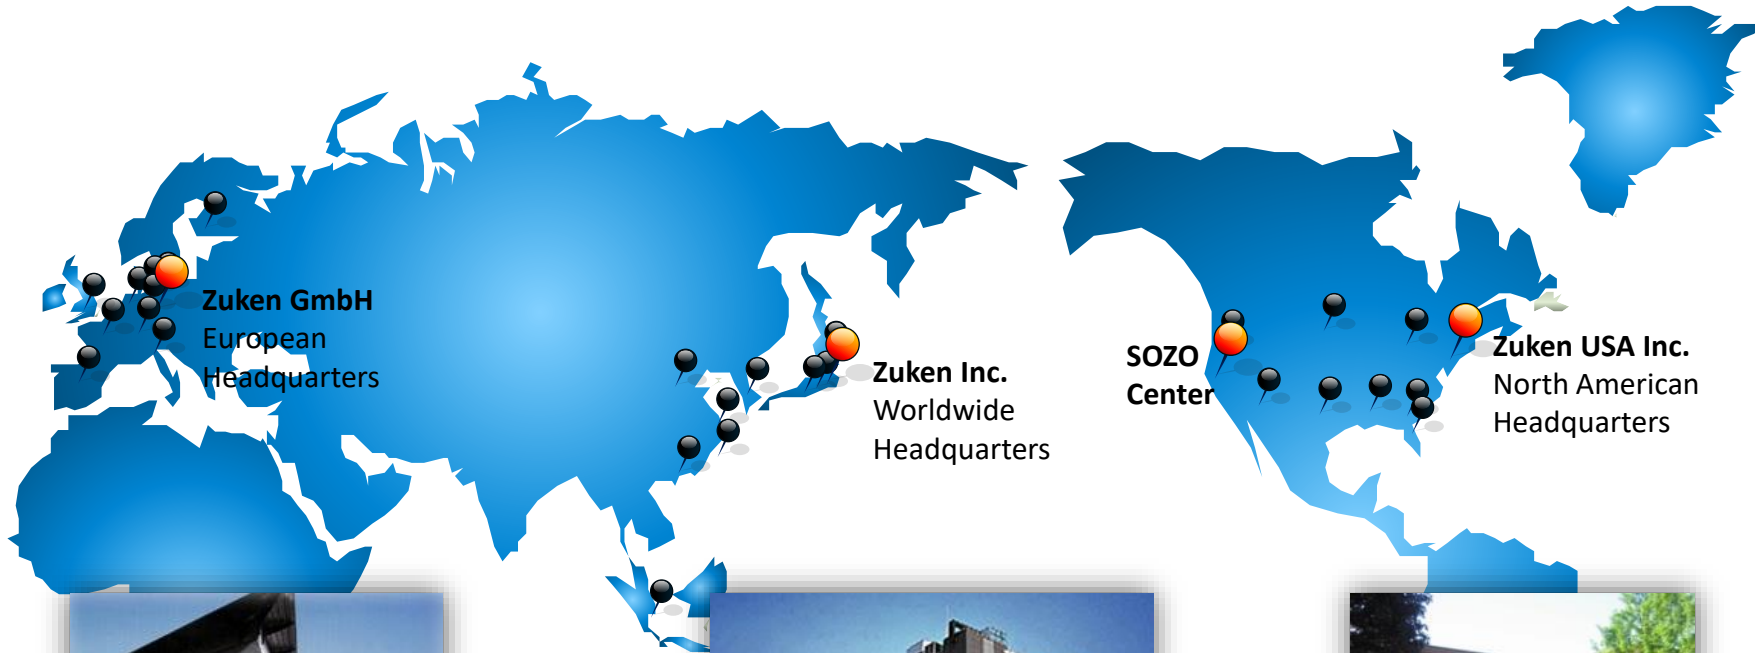 Zuken GmbH
European
Headquarters
Zuken Inc.
Worldwide
Headquarters
SOZO
Center
Zuken USA Inc.
North American
Headquarters